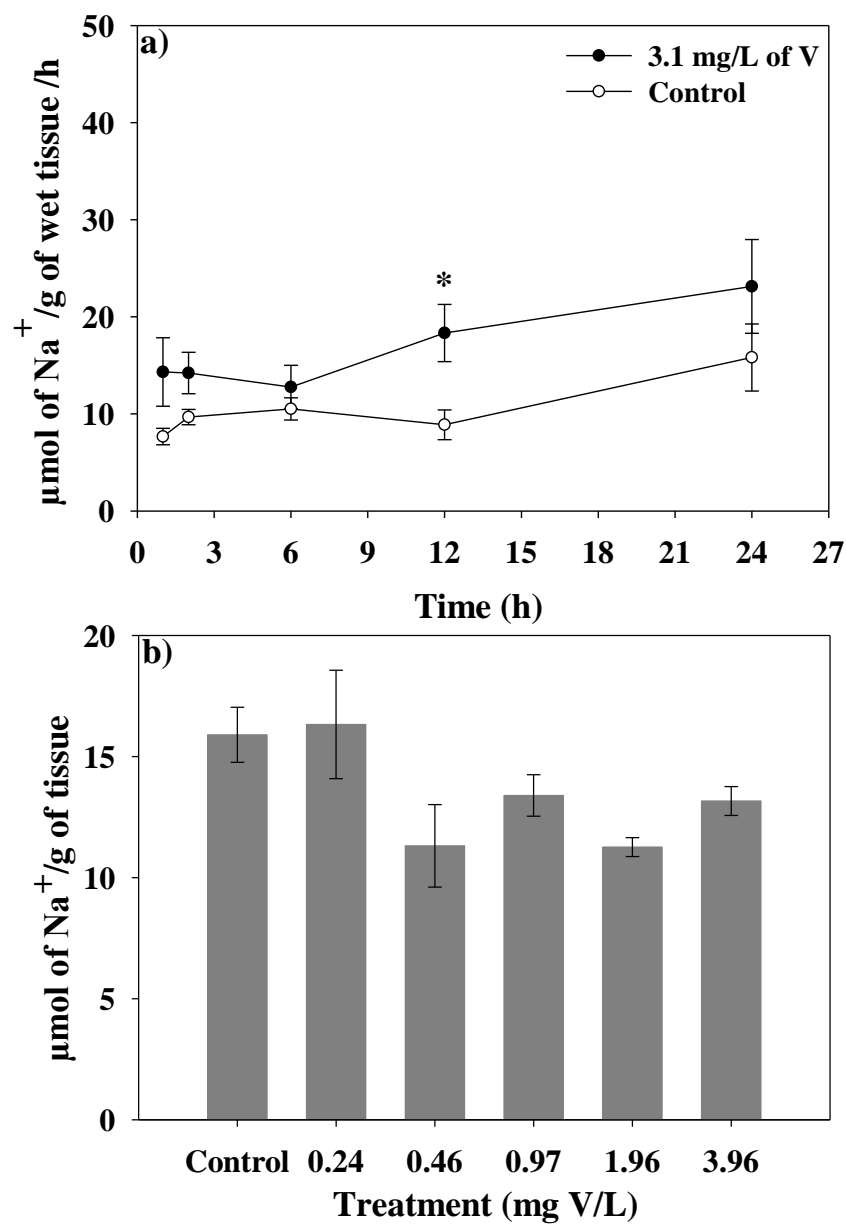 a)
3.1 mg/L of V
Control
*
µmol of Na+/g of wet tissue /h
50
40
30
20
10
0
0 3 6 9 12 15 18 21 24 27
Time (h)
b)
µmol of Na+/g of tissue
20
15
10
5
0
Control 0.24 0.46 0.97 1.96 3.96
Treatment (mg V/L)